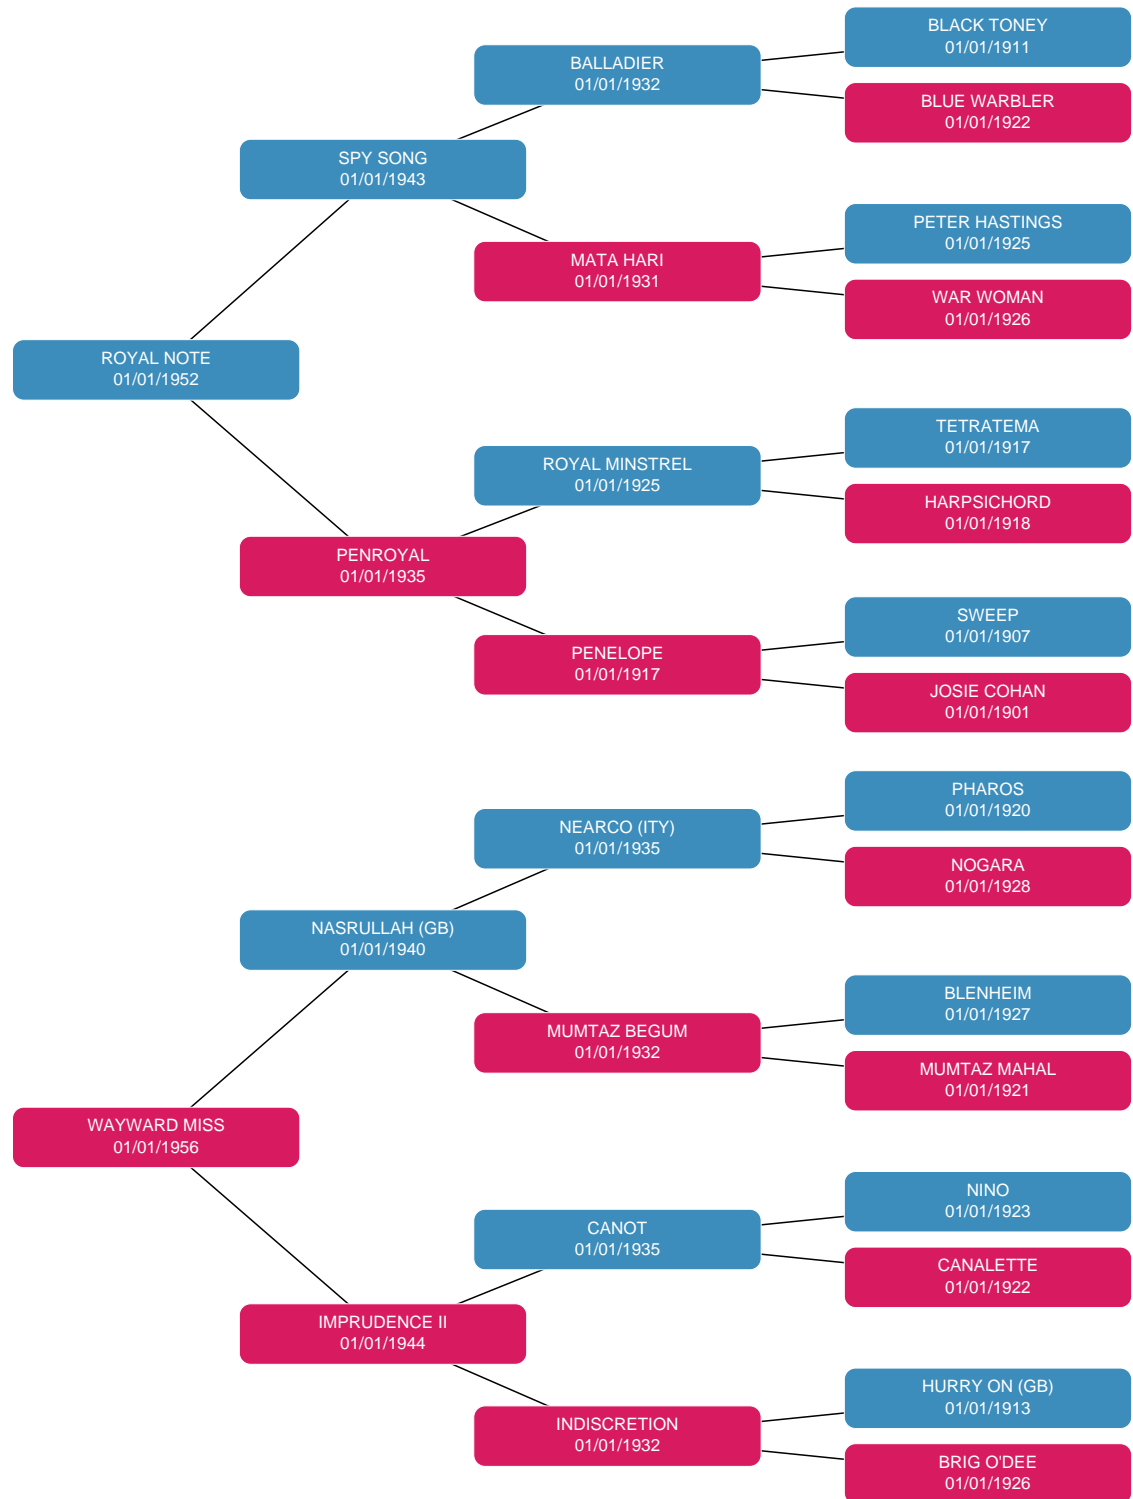 BLACK TONEY
01/01/1911
BALLADIER
01/01/1932
BLUE WARBLER
01/01/1922
SPY SONG
01/01/1943
PETER HASTINGS
01/01/1925
MATA HARI
01/01/1931
WAR WOMAN
01/01/1926
ROYAL NOTE
01/01/1952
TETRATEMA
01/01/1917
ROYAL MINSTREL
01/01/1925
HARPSICHORD
01/01/1918
PENROYAL
01/01/1935
SWEEP
01/01/1907
PENELOPE
01/01/1917
JOSIE COHAN
01/01/1901
PHAROS
01/01/1920
NEARCO (ITY)
01/01/1935
NOGARA
01/01/1928
NASRULLAH (GB)
01/01/1940
BLENHEIM
01/01/1927
MUMTAZ BEGUM
01/01/1932
MUMTAZ MAHAL
01/01/1921
WAYWARD MISS
01/01/1956
NINO
01/01/1923
CANOT
01/01/1935
CANALETTE
01/01/1922
IMPRUDENCE II
01/01/1944
HURRY ON (GB)
01/01/1913
INDISCRETION
01/01/1932
BRIG O'DEE
01/01/1926